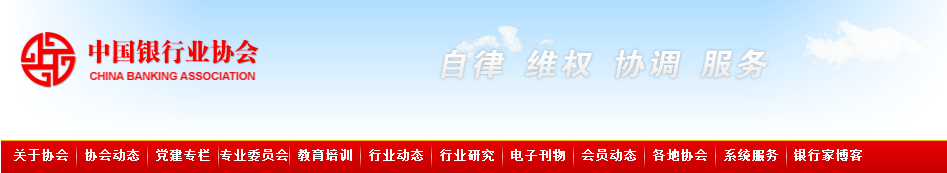 中国银行业协会
CHINA BANKING ASSOCIATION
自律 维权 协调 服务
关于协会 协会动态 党建专栏 专业委员会 教育培训 行业动态 行业研究 电子刊物 会员动态 各地协会 系统服务 银行家博客